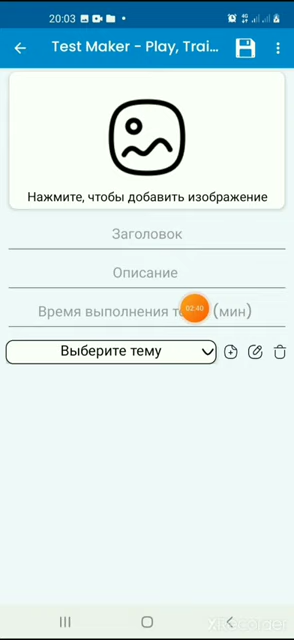 20:03
Test Maker - Play, Trai...
Нажмите, чтобы добавить изображение
Заголовок
Описание
Время выполнения т (мин)
02:40
Выберите тему